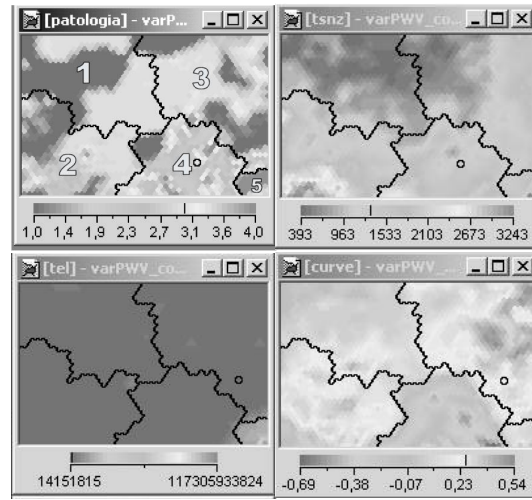 [patologia] - varP...
[tsnz] - varPWV_co...
1
3
2
4
5
1,0 1,4 1,8 2,3 2,7 3,1 3,6 4,0
393 963 1533 2103 2673 3243
[tel] - varPWV_co...
[curve] - varPWV_...
14151815 117305933824
-0,69 -0,38 -0,07 0,23 0,54